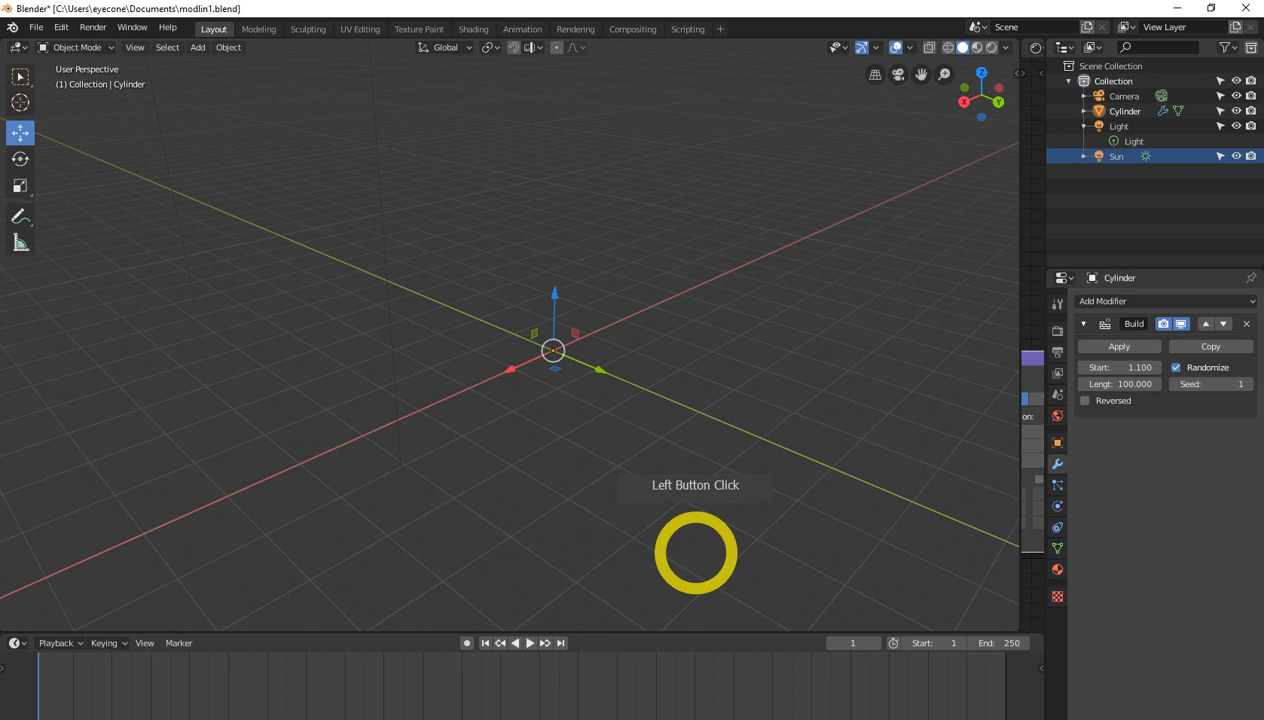 Blender* [C:\Users\eyecone\Documents\modlin1.blend]
File Edit Render Window Help
Layout Modeling Sculpting UV Editing Texture Paint Shading Animation Rendering Compositing Scripting
Scene
View Layer
Object Mode View Select Add Object
Global
User Perspective
(1) Collection | Cylinder
Z
X
Y
Scene Collection
Collection
Camera
Cylinder
Light
Light
Sun
Cylinder
Add Modifier
Build
Apply Copy
Start: 1.100 Randomize
Lengt: 100.000 Seed: 1
Reversed
on:
Left Button Click
Playback Keying View Marker
1 Start: 1 End: 250